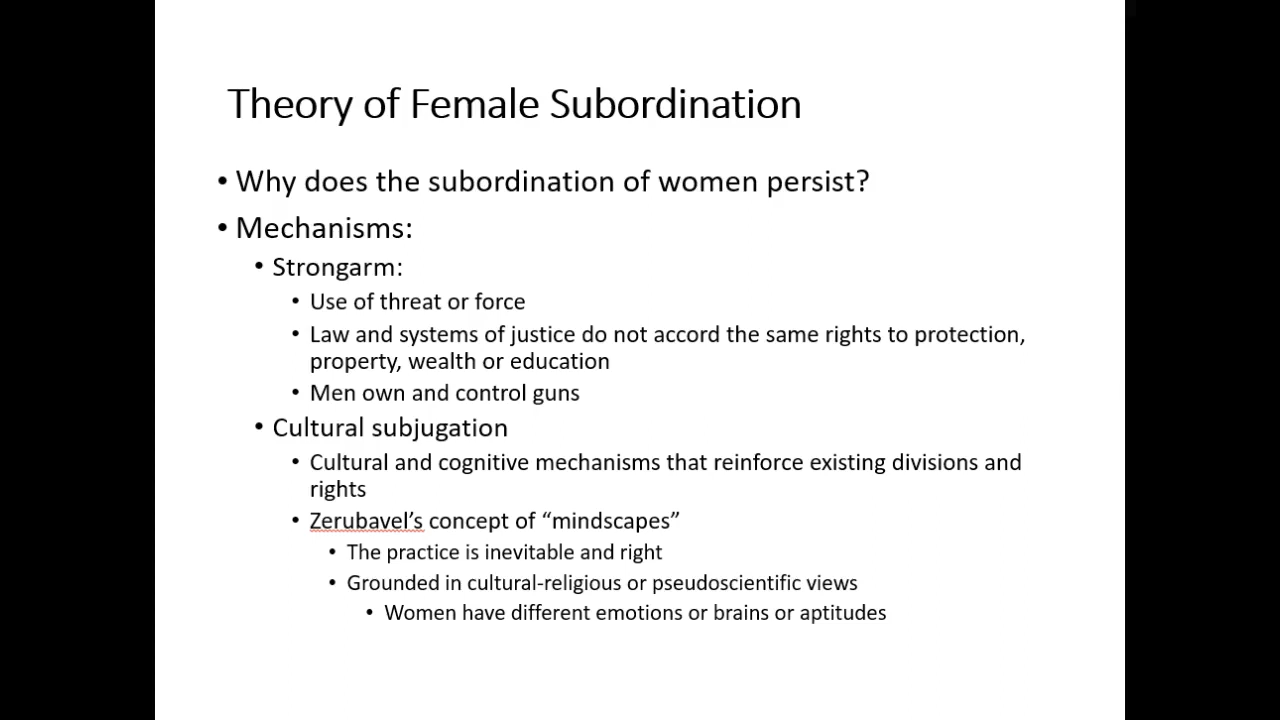 Theory of Female Subordination
• Why does the subordination of women persist?
• Mechanisms:
• Strongarm:
• Use of threat or force
• Law and systems of justice do not accord the same rights to protection,
property, wealth or education
• Men own and control guns
• Cultural subjugation
• Cultural and cognitive mechanisms that reinforce existing divisions and
rights
• Zerubavel’s concept of “mindscapes”
• The practice is inevitable and right
• Grounded in cultural-religious or pseudoscientific views
• Women have different emotions or brains or aptitudes